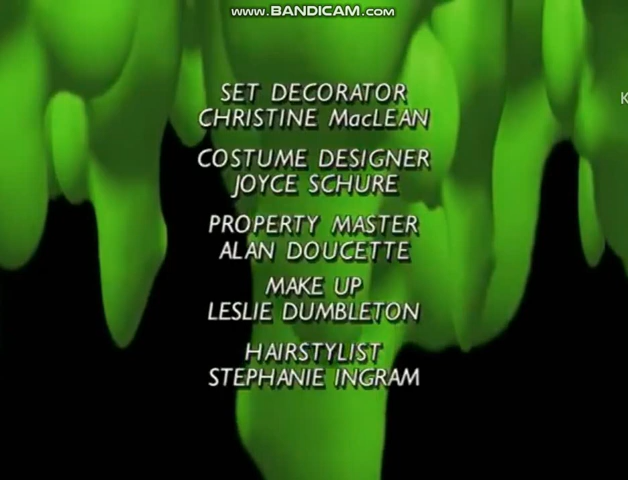 www.BANDICAM.com
K
SET DECORATOR
CHRISTINE MacLEAN
COSTUME DESIGNER
JOYCE SCHURE
PROPERTY MASTER
ALAN DOUCETTE
MAKE UP
LESLIE DUMBLETON
HAIRSTYLIST
STEPHANIE INGRAM